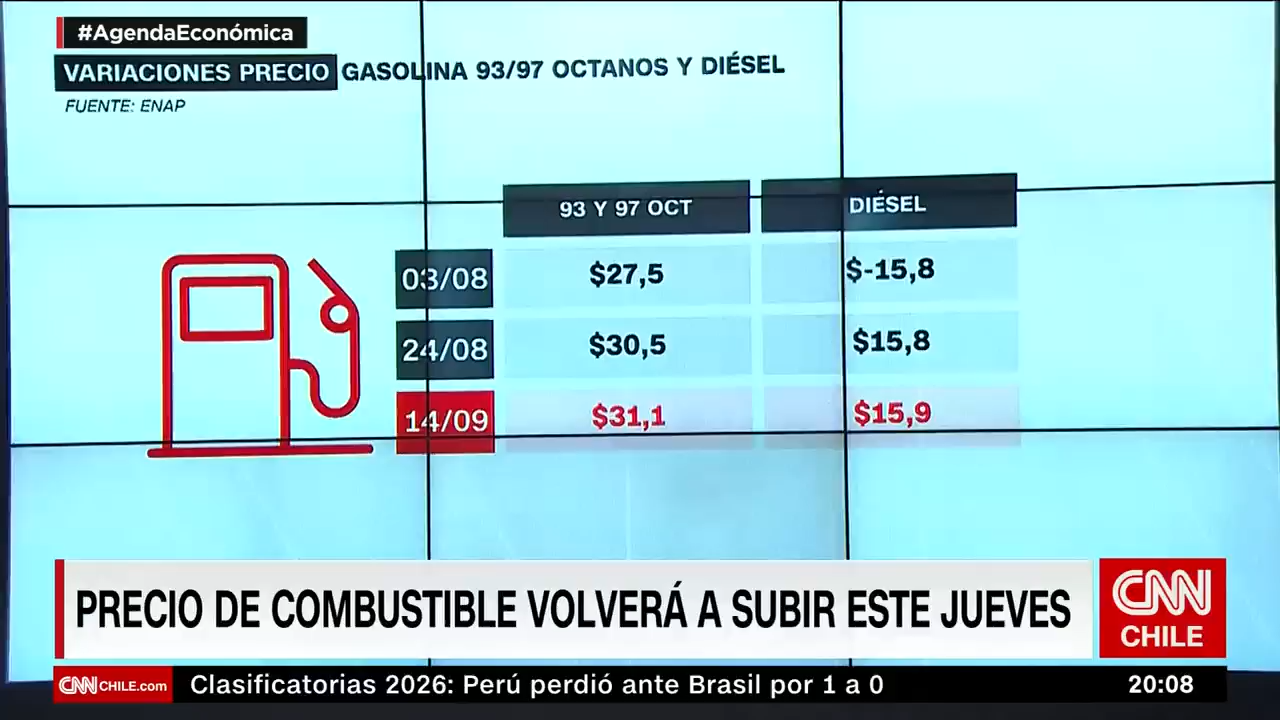 #AgendaEconómica
VARIACIONES PRECIO GASOLINA 93/97 OCTANOS Y DIÉSEL
FUENTE: ENAP
93 Y 97 OCT DIÉSEL
03/08 $27,5 $-15,8
24/08 $30,5 $15,8
14/09 $31,1 $15,9
PRECIO DE COMBUSTIBLE VOLVERÁ A SUBIR ESTE JUEVES
CNN
CHILE
CNNCHILE.com Clasificatorias 2026: Perú perdió ante Brasil por 1 a 0 20:08